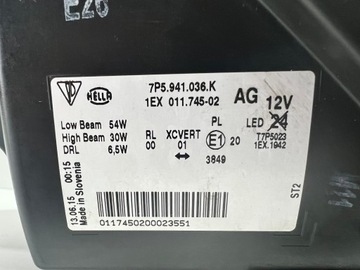 E26
HELLA
7P5.941.036.K
1EX 011.745-02
AG 12V
LED 24
Low Beam 54W
High Beam 30W
DRL 6,5W
RL
00
XCVERT
01
PL
E1 20
3849
T7P5023
1EX.1942
13.06.15 00:15
Made in Slovenia
ST2
0117450200023551